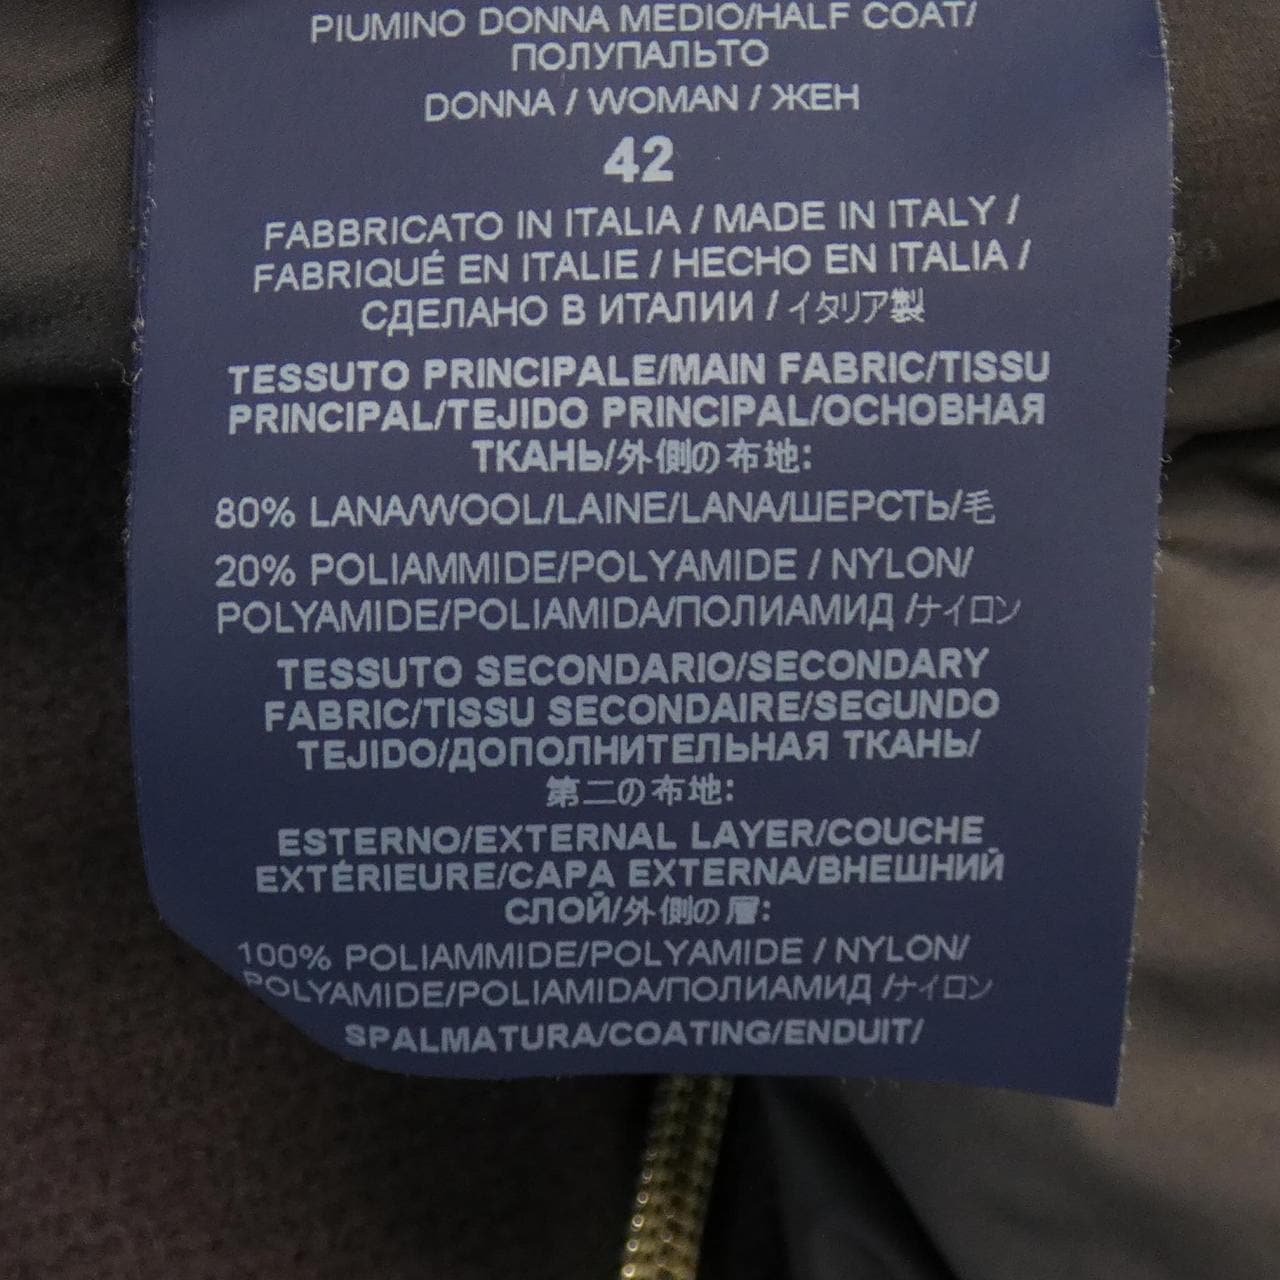 PIUMINO DONNA MEDIO/HALF COAT/
ПОЛУПАЛЬТО
DONNA / WOMAN / ЖЕН
42
FABBRICATO IN ITALIA / MADE IN ITALY /
FABRIQUÉ EN ITALIE / HECHO EN ITALIA /
СДЕЛАНО В ИТАЛИИ / イタリア製
TESSUTO PRINCIPALE/MAIN FABRIC/TISSU
PRINCIPAL/TEJIDO PRINCIPAL/ОСНОВНАЯ
ТКАНЬ/外側の布地:
80% LANA/WOOL/LAINE/LANA/ШЕРСТЬ/毛
20% POLIAMMIDE/POLYAMIDE / NYLON/
POLYAMIDE/POLIAMIDA/ПОЛИАМИД /ナイロン
TESSUTO SECONDARIO/SECONDARY
FABRIC/TISSU SECONDAIRE/SEGUNDO
TEJIDO/ДОПОЛНИТЕЛЬНАЯ ТКАНЬ/
第二の布地:
ESTERNO/EXTERNAL LAYER/COUCHE
EXTÉRIEURE/CAPA EXTERNA/ВНЕШНИЙ
СЛОЙ/外側の層:
100% POLIAMMIDE/POLYAMIDE / NYLON/
POLYAMIDE/POLIAMIDA/ПОЛИАМИД /ナイロン
SPALMATURA/COATING/ENDUIT/